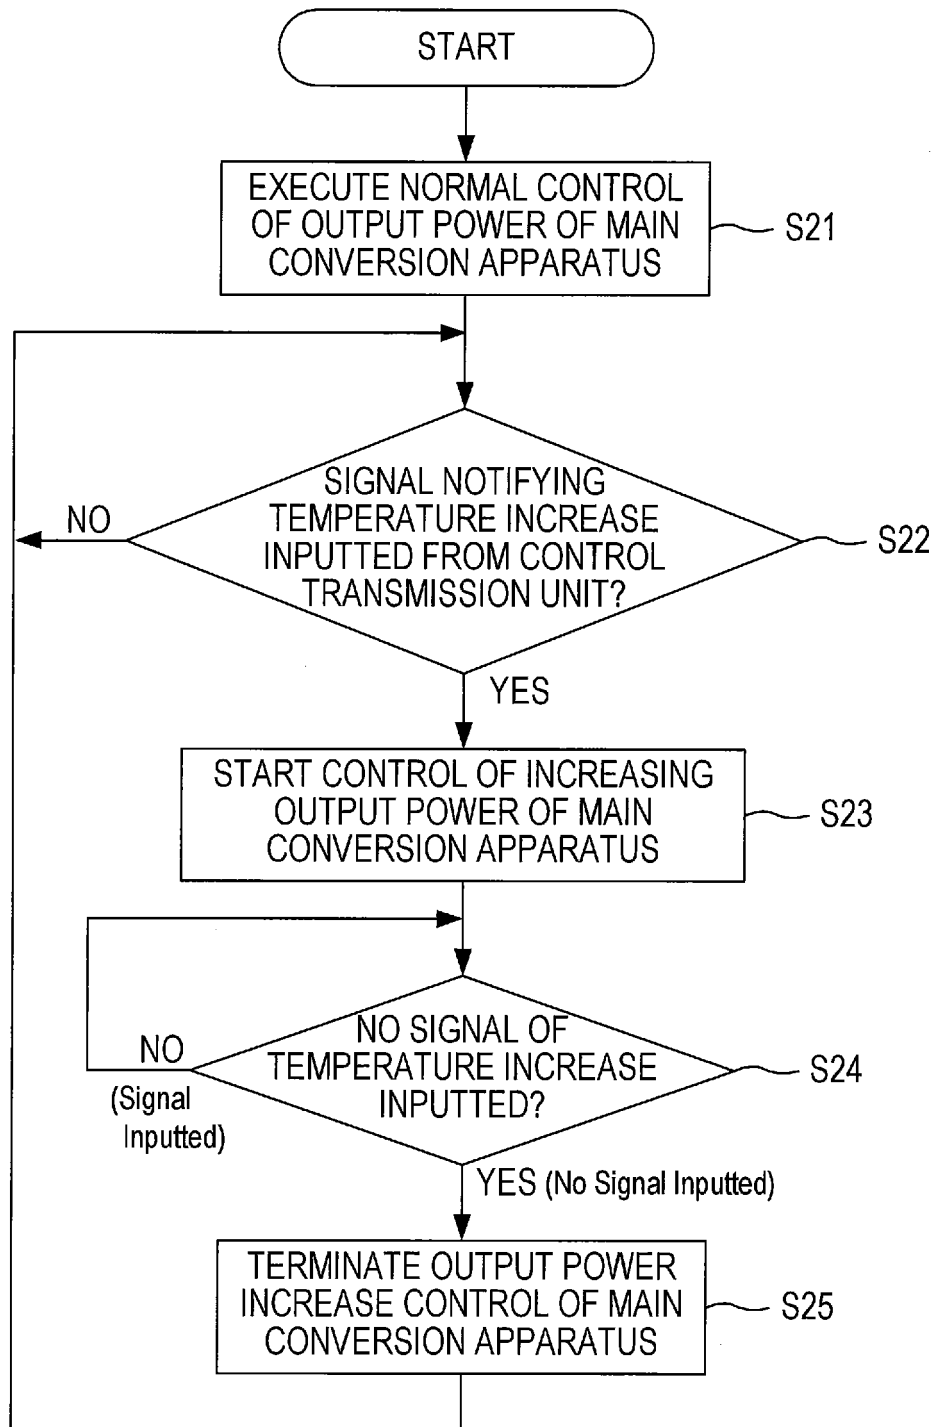 START
EXECUTE NORMAL CONTROL
OF OUTPUT POWER OF MAIN
CONVERSION APPARATUS
S21
SIGNAL NOTIFYING
TEMPERATURE INCREASE
INPUTTED FROM CONTROL
TRANSMISSION UNIT?
NO
S22
YES
START CONTROL OF INCREASING
OUTPUT POWER OF MAIN
CONVERSION APPARATUS
S23
NO SIGNAL OF
TEMPERATURE INCREASE
INPUTTED?
NO
(Signal
Inputted)
S24
YES (No Signal Inputted)
TERMINATE OUTPUT POWER
INCREASE CONTROL OF MAIN
CONVERSION APPARATUS
S25